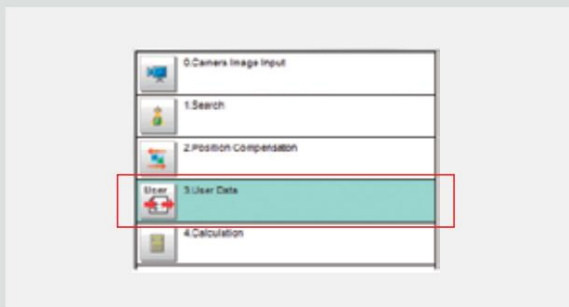 0.Camera Image Input
1.Search
2.Position Compensation
User
3.User Data
4.Calculation